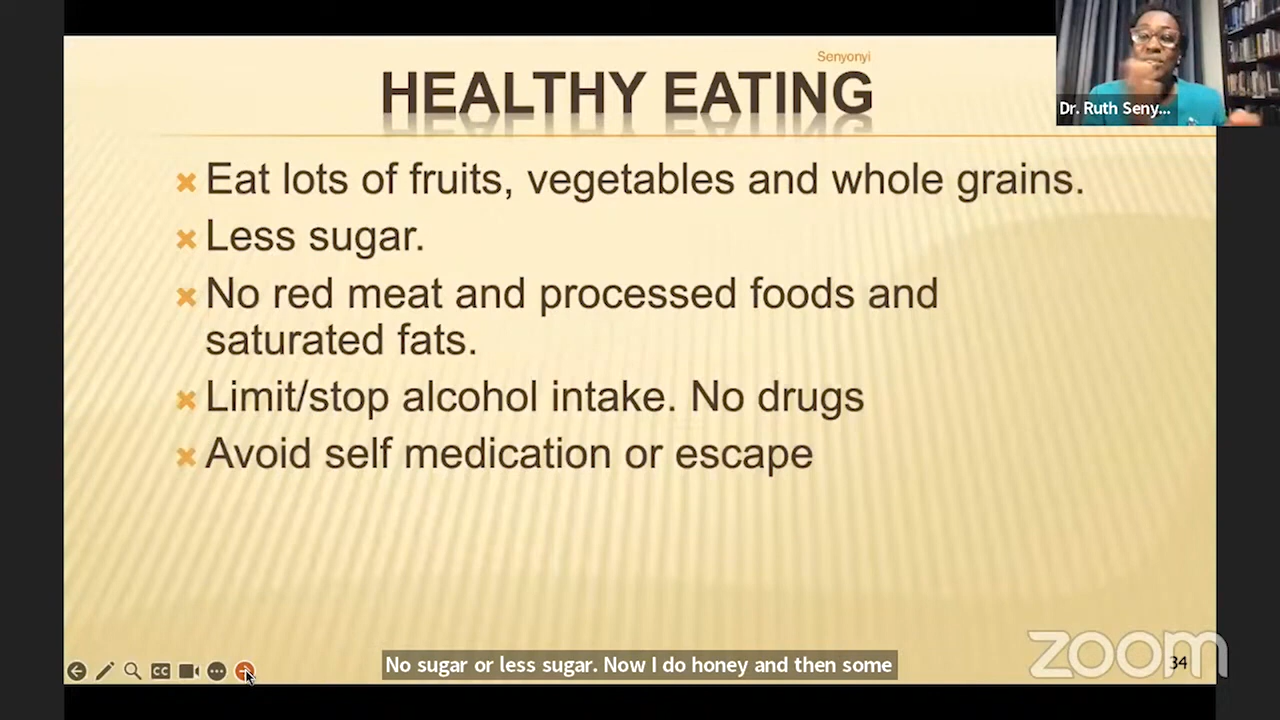 Senyonyi
HEALTHY EATING
Dr. Ruth Seny...
Eat lots of fruits, vegetables and whole grains.
Less sugar.
No red meat and processed foods and
saturated fats.
Limit/stop alcohol intake. No drugs
Avoid self medication or escape
CC
No sugar or less sugar. Now I do honey and then some
zoom
34